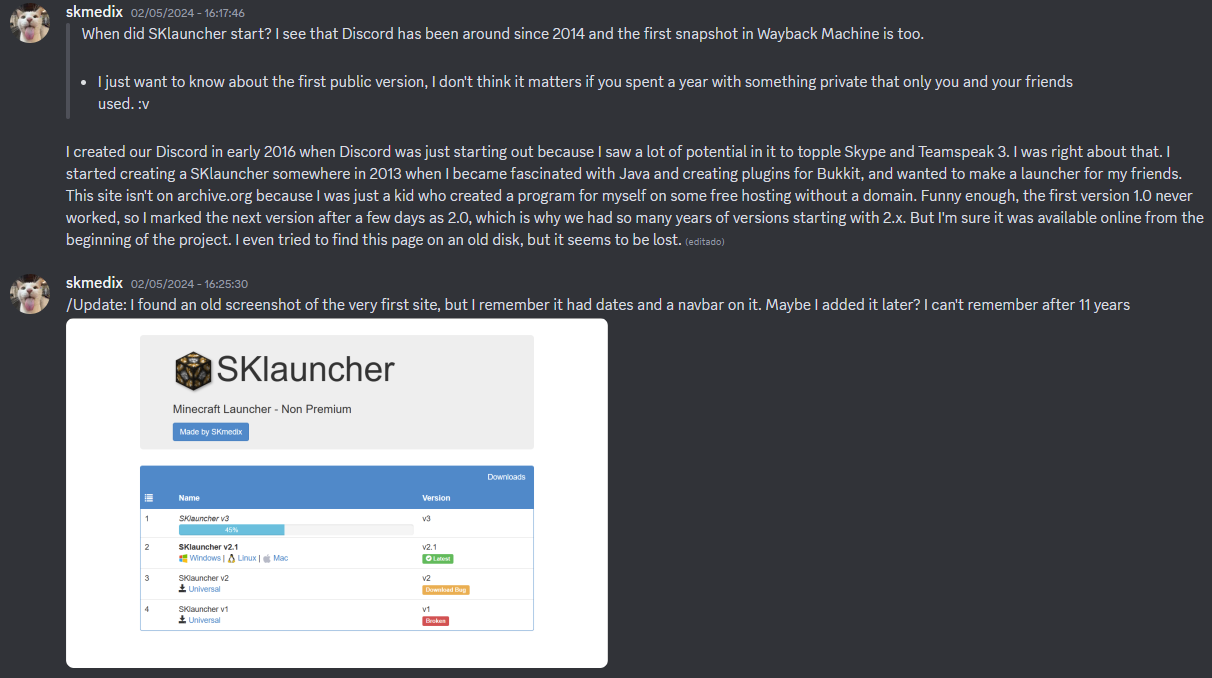 skmedix 02/05/2024 - 16:17:46
When did SKlauncher start? I see that Discord has been around since 2014 and the first snapshot in Wayback Machine is too.
• I just want to know about the first public version, I don't think it matters if you spent a year with something private that only you and your friends
used. :v
I created our Discord in early 2016 when Discord was just starting out because I saw a lot of potential in it to topple Skype and Teamspeak 3. I was right about that. I
started creating a SKlauncher somewhere in 2013 when I became fascinated with Java and creating plugins for Bukkit, and wanted to make a launcher for my friends.
This site isn't on archive.org because I was just a kid who created a program for myself on some free hosting without a domain. Funny enough, the first version 1.0 never
worked, so I marked the next version after a few days as 2.0, which is why we had so many years of versions starting with 2.x. But I'm sure it was available online from the
beginning of the project. I even tried to find this page on an old disk, but it seems to be lost. (editado)
skmedix 02/05/2024 - 16:25:30
/Update: I found an old screenshot of the very first site, but I remember it had dates and a navbar on it. Maybe I added it later? I can't remember after 11 years
SKlauncher
Minecraft Launcher - Non Premium
Made by SKmedix
Downloads
Name Version
1 SKlauncher v3 v3
45%
2 SKlauncher v2.1 v2.1
Windows | Linux | Mac Latest
3 SKlauncher v2 v2
Universal Download Bug
4 SKlauncher v1 v1
Universal Broken